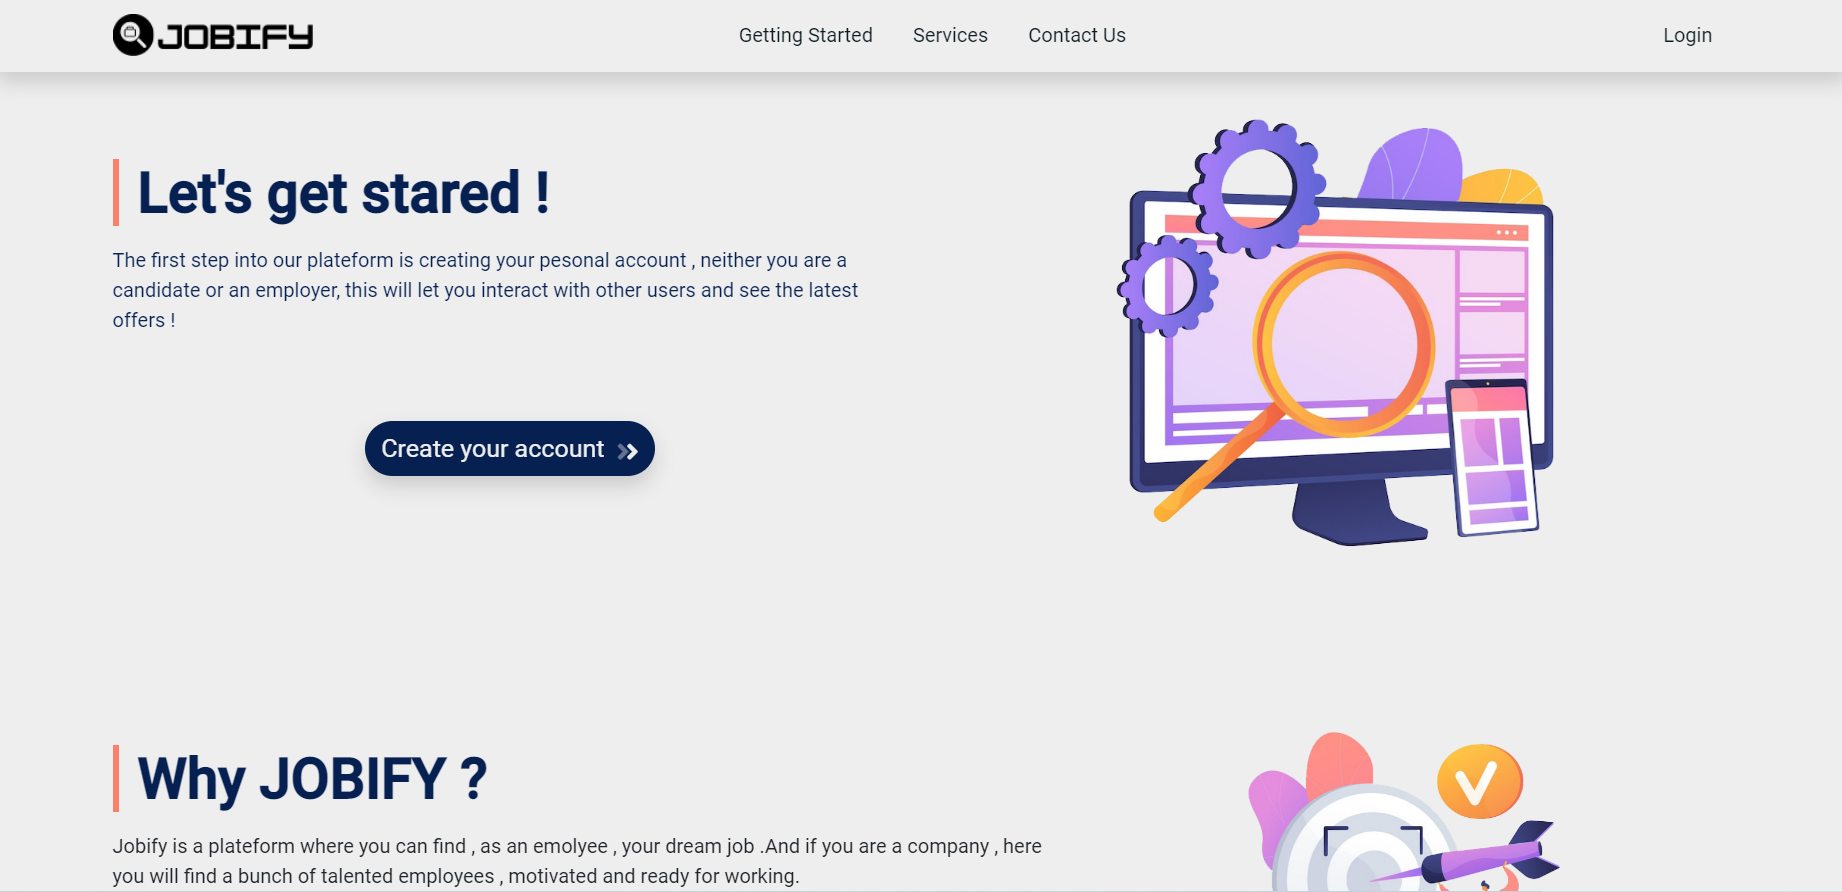 JOBIFY
Getting Started
Services
Contact Us
Login
Let's get stared !
The first step into our plateform is creating your pesonal account , neither you are a
candidate or an employer, this will let you interact with other users and see the latest
offers !
Create your account
Why JOBIFY ?
Jobify is a plateform where you can find , as an emolyee , your dream job .And if you are a company , here
you will find a bunch of talented employees , motivated and ready for working.